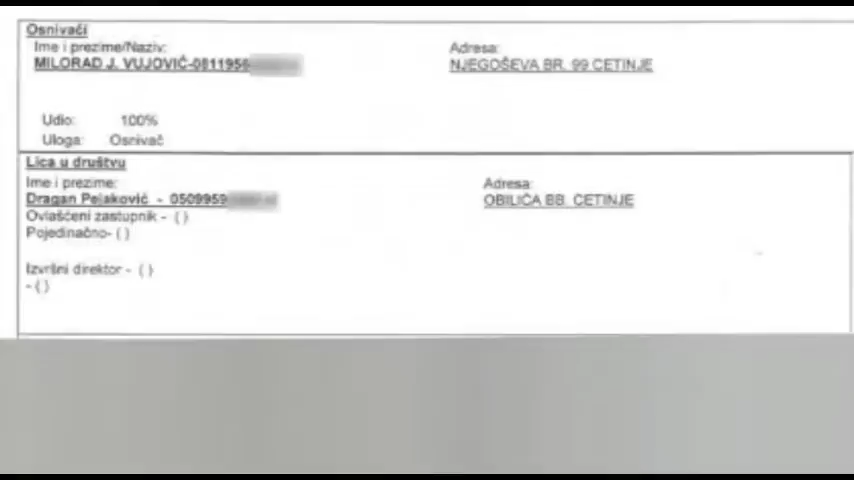 Osnivači
Ime i prezime/Naziv:
MILORAD J. VUJOVIĆ-0811956
Adresa:
NJEGOŠEVA BR. 99 CETINJE
Udio: 100%
Uloga: Osnivač
Lica u društvu
Ime i prezime:
Dragan Pejaković - 0509959
Adresa:
OBILIĆA BB. CETINJE
Ovlašćeni zastupnik - ( )
Pojedinačno- ( )
Izvršni direktor - ( )
- ( )